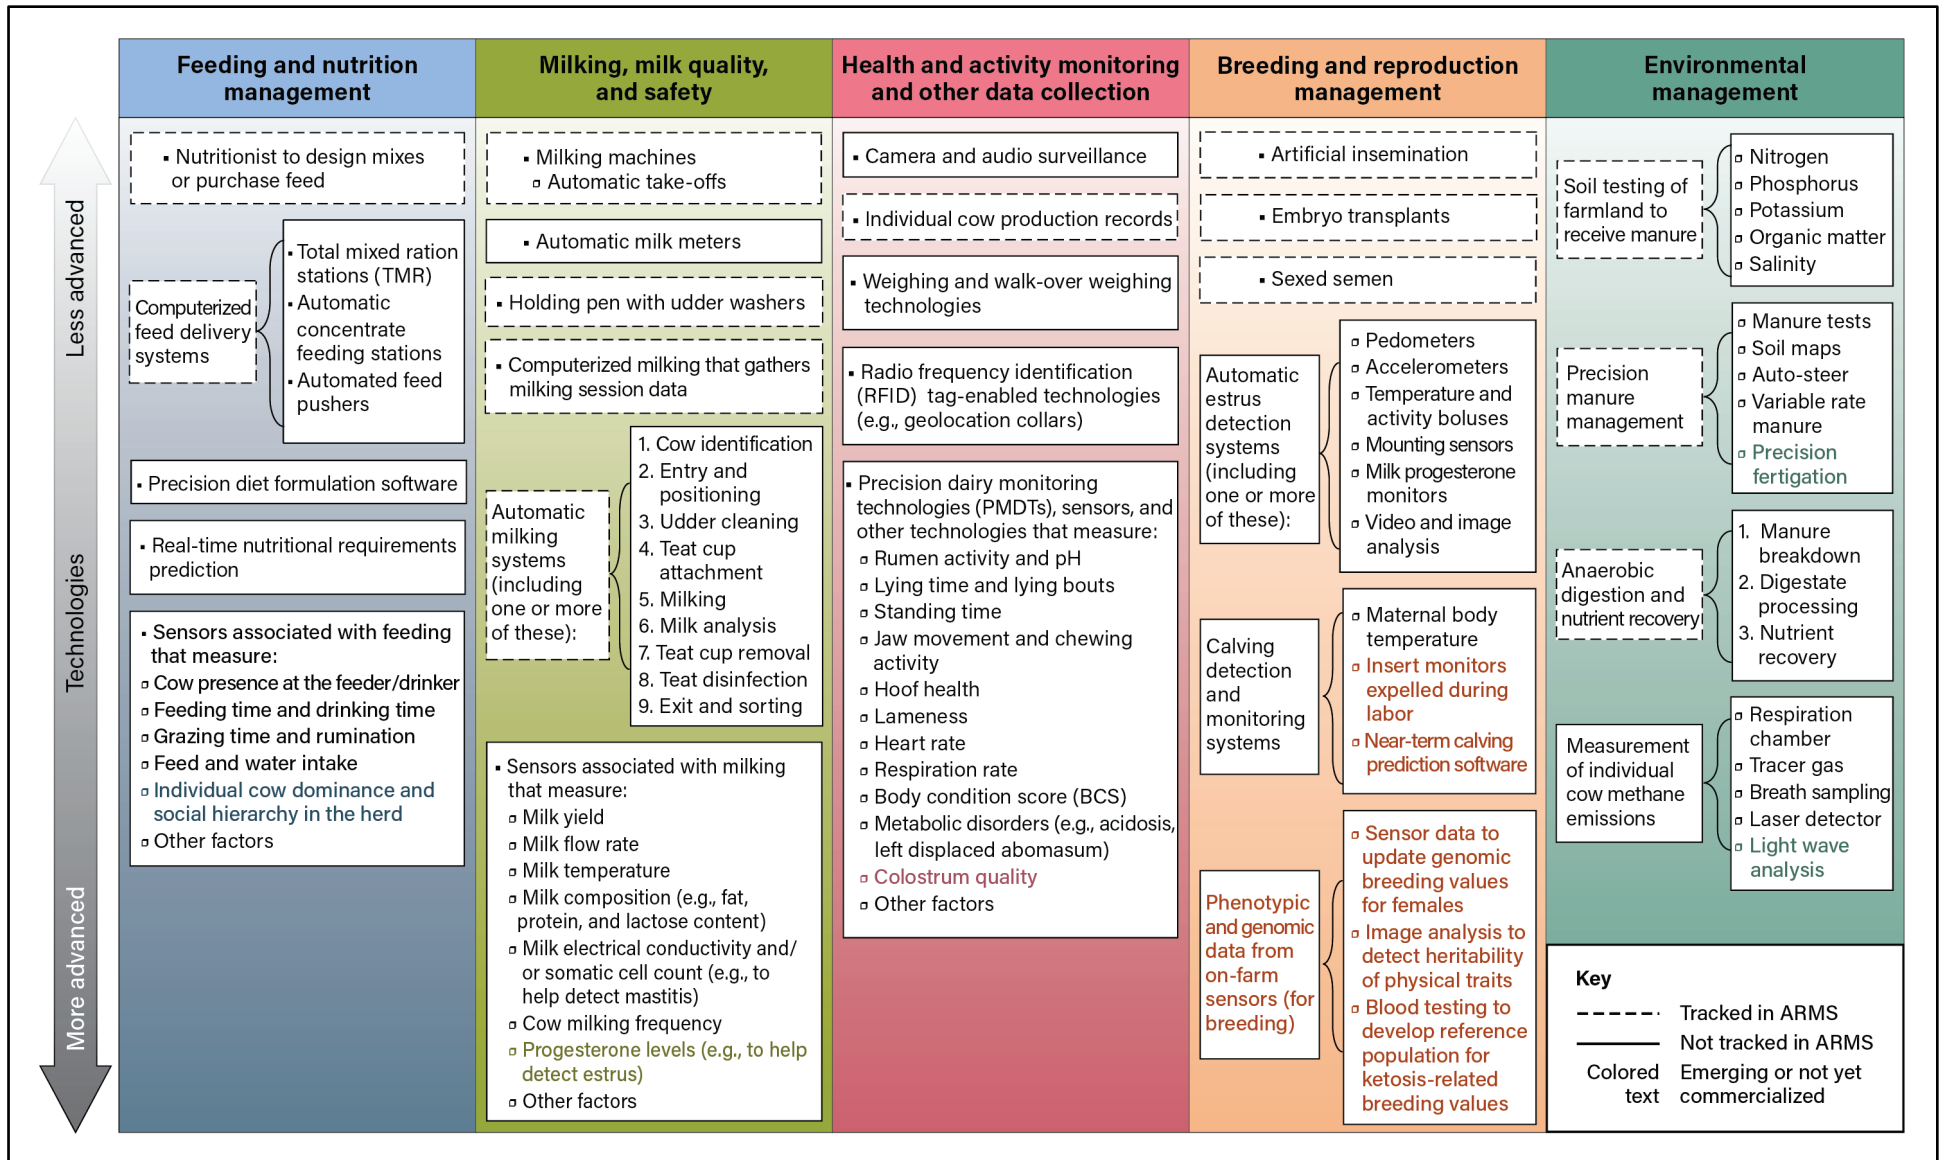 Feeding and nutrition
management
Milking, milk quality,
and safety
Health and activity monitoring
and other data collection
Breeding and reproduction
management
Environmental
management
Less advanced
Technologies
More advanced
▪ Nutritionist to design mixes
or purchase feed
Computerized
feed delivery
systems
▪ Total mixed ration
stations (TMR)
▪ Automatic
concentrate
feeding stations
▪ Automated feed
pushers
▪ Precision diet formulation software
▪ Real-time nutritional requirements
prediction
▪ Sensors associated with feeding
that measure:
▫ Cow presence at the feeder/drinker
▫ Feeding time and drinking time
▫ Grazing time and rumination
▫ Feed and water intake
▫ Individual cow dominance and
social hierarchy in the herd
▫ Other factors
▪ Milking machines
▫ Automatic take-offs
▪ Automatic milk meters
▪ Holding pen with udder washers
▪ Computerized milking that gathers
milking session data
Automatic
milking
systems
(including
one or more
of these):
1. Cow identification
2. Entry and
positioning
3. Udder cleaning
4. Teat cup
attachment
5. Milking
6. Milk analysis
7. Teat cup removal
8. Teat disinfection
9. Exit and sorting
▪ Sensors associated with milking
that measure:
▫ Milk yield
▫ Milk flow rate
▫ Milk temperature
▫ Milk composition (e.g., fat,
protein, and lactose content)
▫ Milk electrical conductivity and/
or somatic cell count (e.g., to
help detect mastitis)
▫ Cow milking frequency
▫ Progesterone levels (e.g., to help
detect estrus)
▫ Other factors
▪ Camera and audio surveillance
▪ Individual cow production records
▪ Weighing and walk-over weighing
technologies
▪ Radio frequency identification
(RFID) tag-enabled technologies
(e.g., geolocation collars)
▪ Precision dairy monitoring
technologies (PMDTs), sensors, and
other technologies that measure:
▫ Rumen activity and pH
▫ Lying time and lying bouts
▫ Standing time
▫ Jaw movement and chewing
activity
▫ Hoof health
▫ Lameness
▫ Heart rate
▫ Respiration rate
▫ Body condition score (BCS)
▫ Metabolic disorders (e.g., acidosis,
left displaced abomasum)
▫ Colostrum quality
▫ Other factors
▪ Artificial insemination
▪ Embryo transplants
▪ Sexed semen
Automatic
estrus
detection
systems
(including
one or more
of these):
▫ Pedometers
▫ Accelerometers
▫ Temperature and
activity boluses
▫ Mounting sensors
▫ Milk progesterone
monitors
▫ Video and image
analysis
Calving
detection
and
monitoring
systems
▫ Maternal body
temperature
▫ Insert monitors
expelled during
labor
▫ Near-term calving
prediction software
Phenotypic
and genomic
data from
on-farm
sensors (for
breeding)
▫ Sensor data to
update genomic
breeding values
for females
▫ Image analysis to
detect heritability
of physical traits
▫ Blood testing to
develop reference
population for
ketosis-related
breeding values
Soil testing of
farmland to
receive manure
▫ Nitrogen
▫ Phosphorus
▫ Potassium
▫ Organic matter
▫ Salinity
Precision
manure
management
▫ Manure tests
▫ Soil maps
▫ Auto-steer
▫ Variable rate
manure
▫ Precision
fertigation
Anaerobic
digestion and
nutrient recovery
1. Manure
breakdown
2. Digestate
processing
3. Nutrient
recovery
Measurement
of individual
cow methane
emissions
▫ Respiration
chamber
▫ Tracer gas
▫ Breath sampling
▫ Laser detector
▫ Light wave
analysis
Key
Tracked in ARMS
Not tracked in ARMS
Colored Emerging or not yet
text commercialized